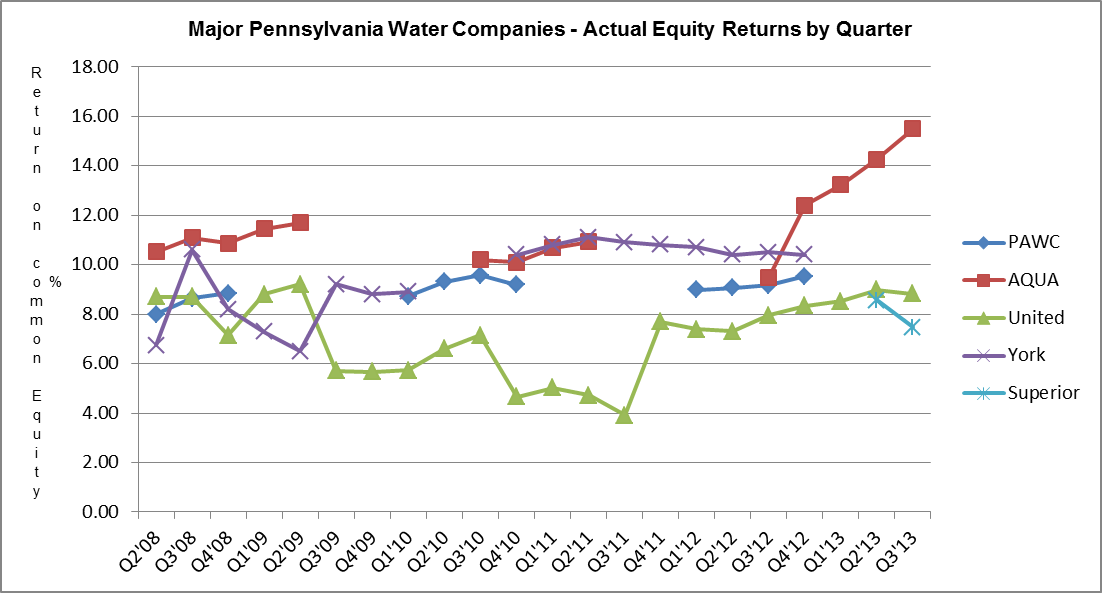 Major Pennsylvania Water Companies - Actual Equity Returns by Quarter
Return on common Equity
%
18.00
16.00
14.00
12.00
10.00
8.00
6.00
4.00
2.00
0.00
Q2'08
Q3'08
Q4'08
Q1'09
Q2'09
Q3'09
Q4'09
Q1'10
Q2'10
Q3'10
Q4'10
Q1'11
Q2'11
Q3'11
Q4'11
Q1'12
Q2'12
Q3'12
Q4'12
Q1'13
Q2'13
Q3'13
PAWC
AQUA
United
York
Superior